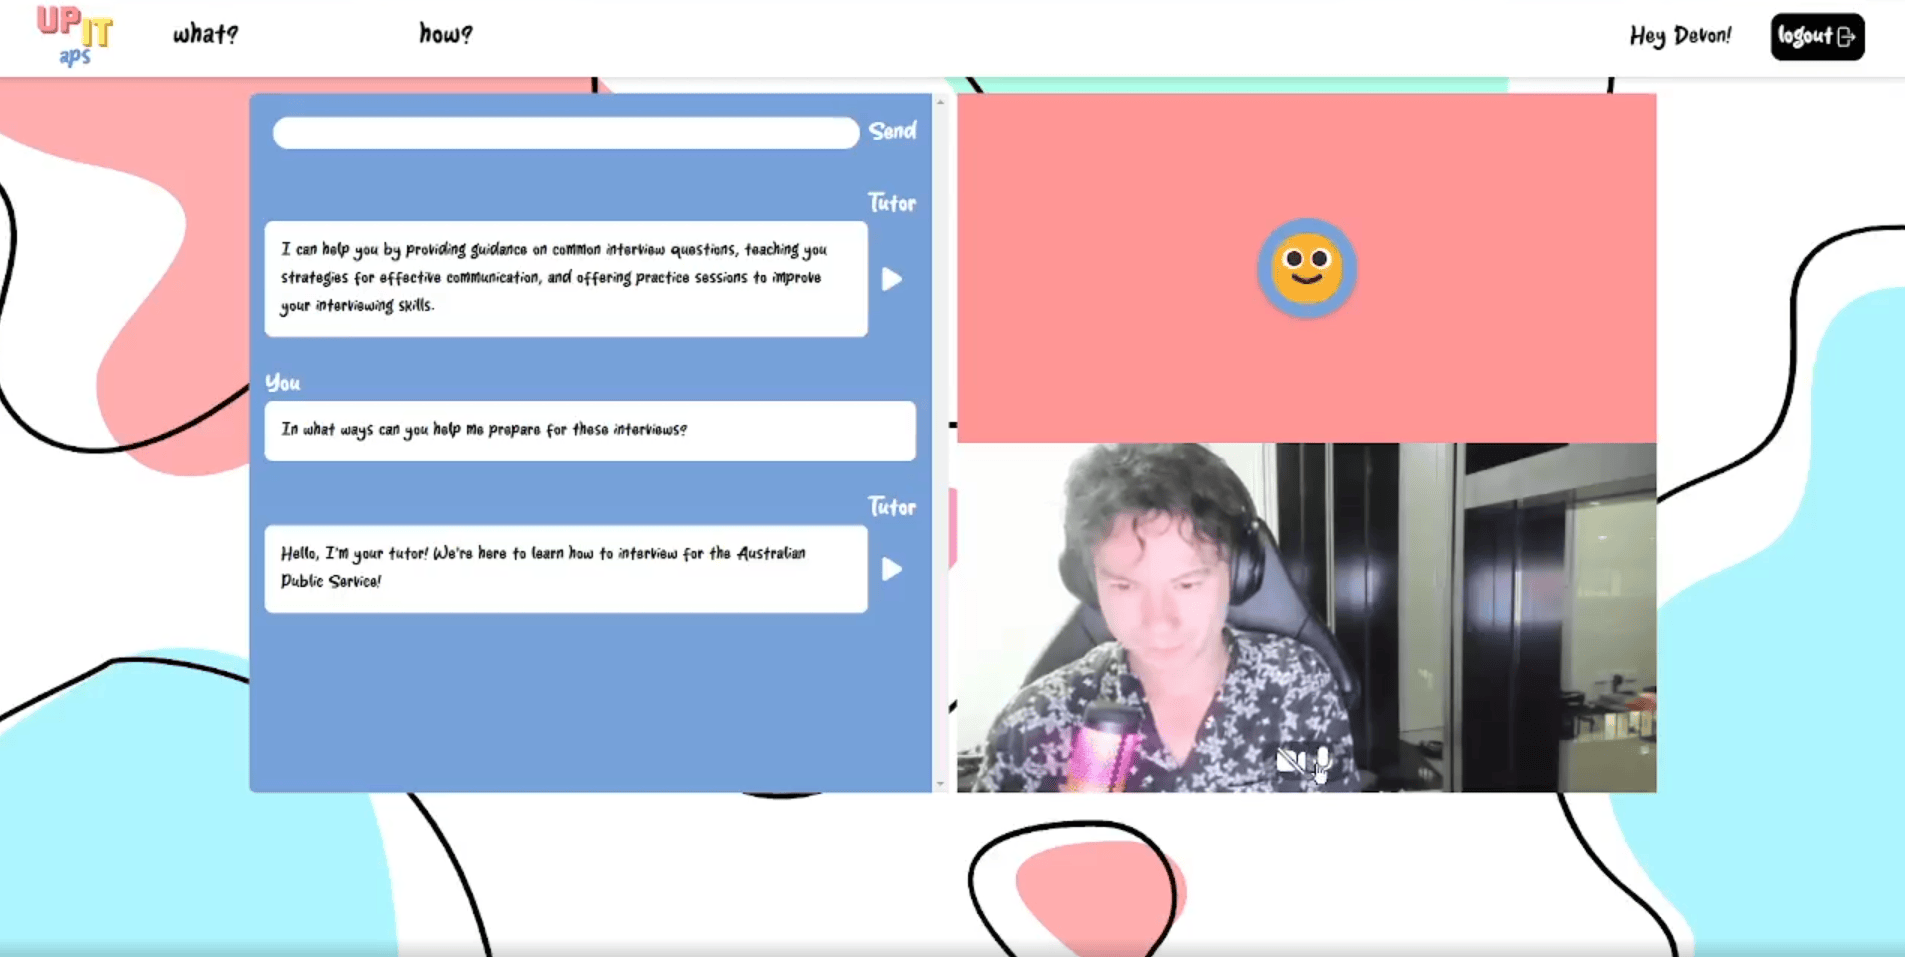 UP IT
aps
what?
how?
Hey Devon!
logout
Send
Tutor
I can help you by providing guidance on common interview questions, teaching you
strategies for effective communication, and offering practice sessions to improve
your interviewing skills.
You
In what ways can you help me prepare for these interviews?
Tutor
Hello, I'm your tutor! We're here to learn how to interview for the Australian
Public Service!